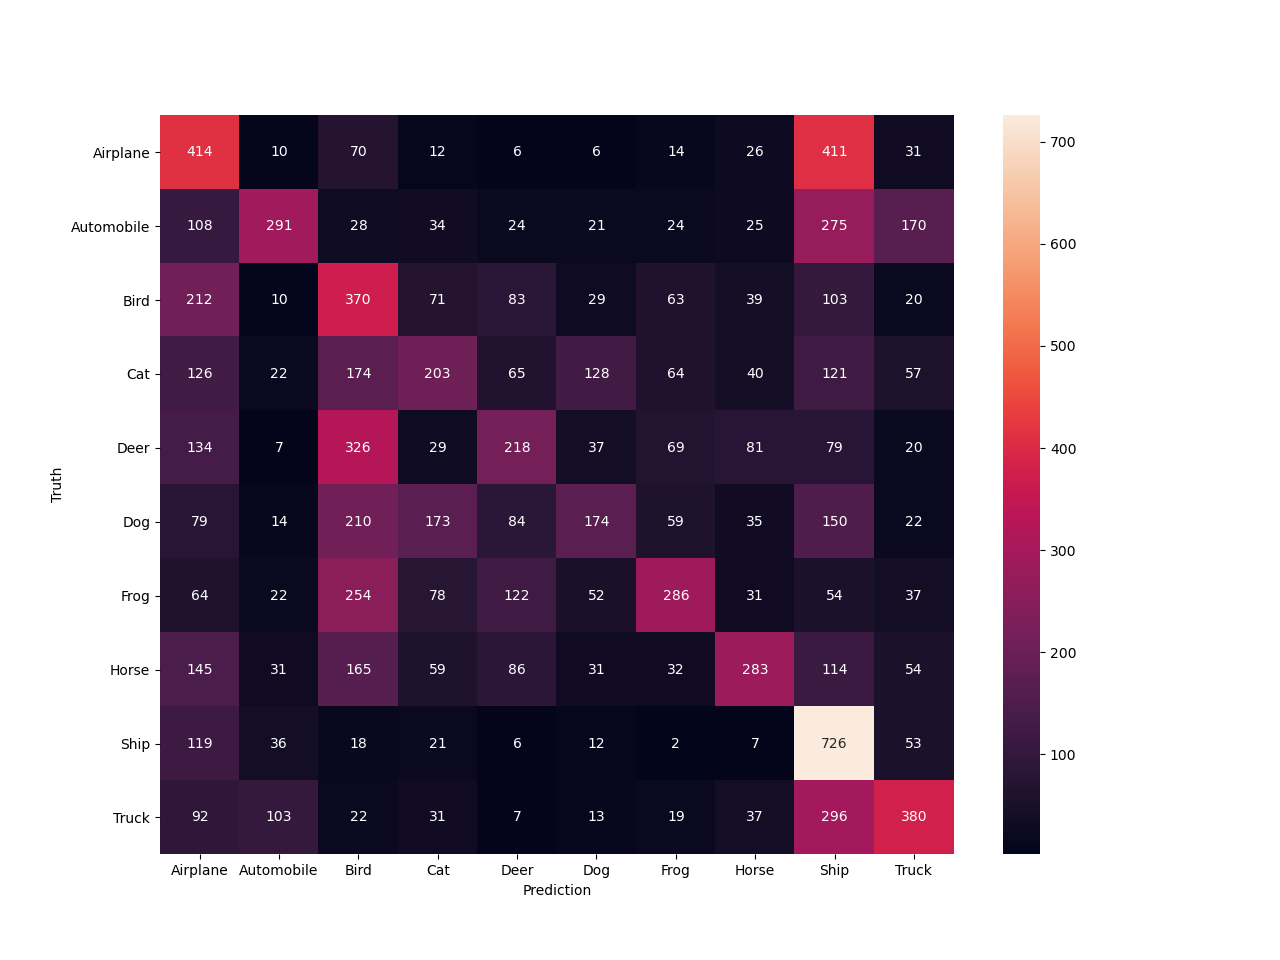 Airplane 414 10 70 12 6 6 14 26 411 31
Automobile 108 291 28 34 24 21 24 25 275 170
Bird 212 10 370 71 83 29 63 39 103 20
Cat 126 22 174 203 65 128 64 40 121 57
Deer 134 7 326 29 218 37 69 81 79 20
Dog 79 14 210 173 84 174 59 35 150 22
Frog 64 22 254 78 122 52 286 31 54 37
Horse 145 31 165 59 86 31 32 283 114 54
Ship 119 36 18 21 6 12 2 7 726 53
Truck 92 103 22 31 7 13 19 37 296 380
Airplane Automobile Bird Cat Deer Dog Frog Horse Ship Truck
Prediction
Truth
700
600
500
400
300
200
100